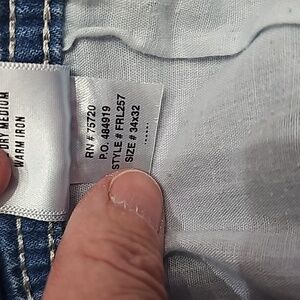 DRY MEDIUM
WARM IRON
RN # 75720
P.O. 484919
STYLE # FRL257
SIZE # 34x32